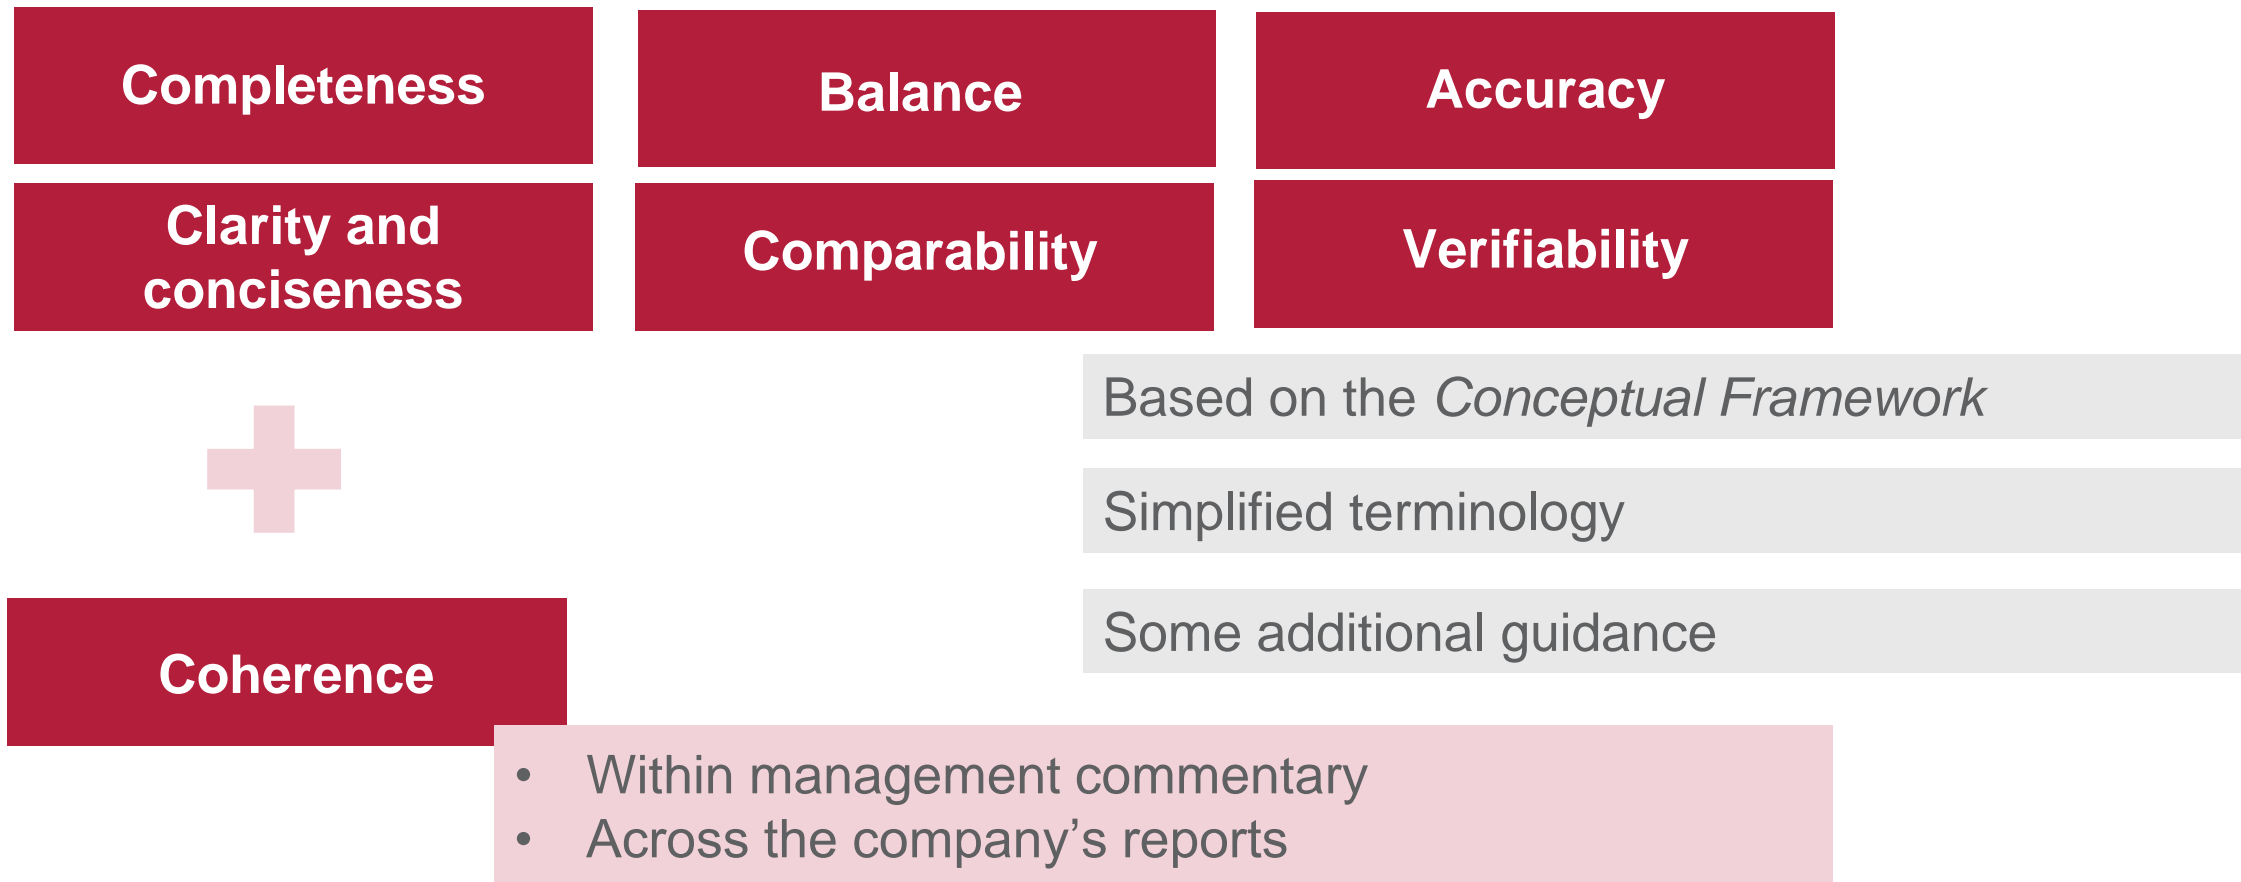 Completeness
Balance
Accuracy
Clarity and
conciseness
Comparability
Verifiability
Based on the Conceptual Framework
Simplified terminology
Some additional guidance
Coherence
• Within management commentary
• Across the company’s reports